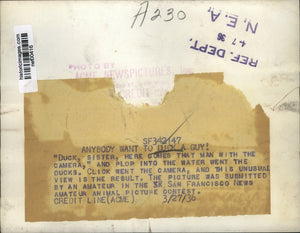 A230
REF. DEPT.
4-7 36
N.E.A.
historicimages.com
PHOTO BY
ACME NEWSPICTURES
SF342147
ANYBODY WANT TO DUCK A GUY!
"DUCK, SISTER, HERE COMES THAT MAN WITH THE
CAMERA," AND PLOP INTO THE WATER WENT THE
DUCKS. CLICK WENT THE CAMERA, AND THIS UNUSUAL
VIEW IS THE RESULT. THE PICTURE WAS SUBMITTED
BY AN AMATEUR IN THE SAN FRANCISCO NEWS
AMATEUR ANIMAL PICTURE CONTEST.
CREDIT LINE (ACME) 3/27/36